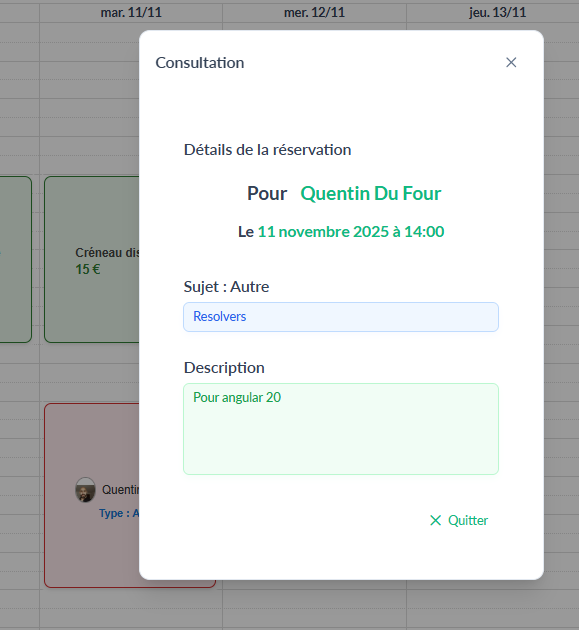 mar. 11/11
mer. 12/11
jeu. 13/11
Consultation
Détails de la réservation
Pour Quentin Du Four
Le 11 novembre 2025 à 14:00
Créneau dis
15 €
Sujet : Autre
Resolvers
Description
Pour angular 20
Quentin
Type : A
Quitter